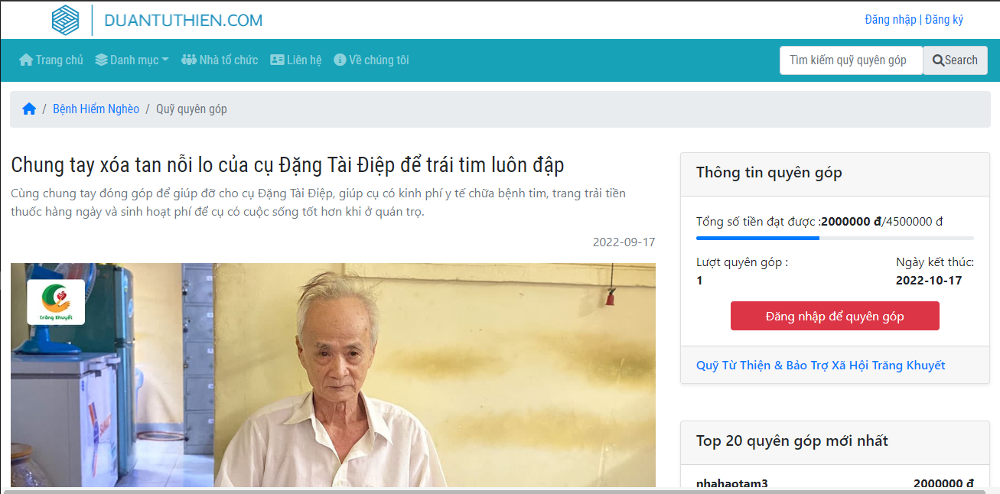 DUANTUTHIEN.COM
Đăng nhập | Đăng ký
Trang chủ Danh mục Nhà tổ chức Liên hệ Về chúng tôi
Tìm kiếm quỹ quyên góp Search
/ Bệnh Hiểm Nghèo / Quỹ quyên góp
Chung tay xóa tan nỗi lo của cụ Đặng Tài Điệp để trái tim luôn đập
Cùng chung tay đóng góp để giúp đỡ cho cụ Đặng Tài Điệp, giúp cụ có kinh phí y tế chữa bệnh tim, trang trải tiền
thuốc hàng ngày và sinh hoạt phí để cụ có cuộc sống tốt hơn khi ở quán trọ.
2022-09-17
Trăng Khuyết
Thông tin quyên góp
Tổng số tiền đạt được :2000000 đ/4500000 đ
Lượt quyên góp : Ngày kết thúc:
1 2022-10-17
Đăng nhập để quyên góp
Quỹ Từ Thiện & Bảo Trợ Xã Hội Trăng Khuyết
Top 20 quyên góp mới nhất
nhahaotam3 2000000 đ